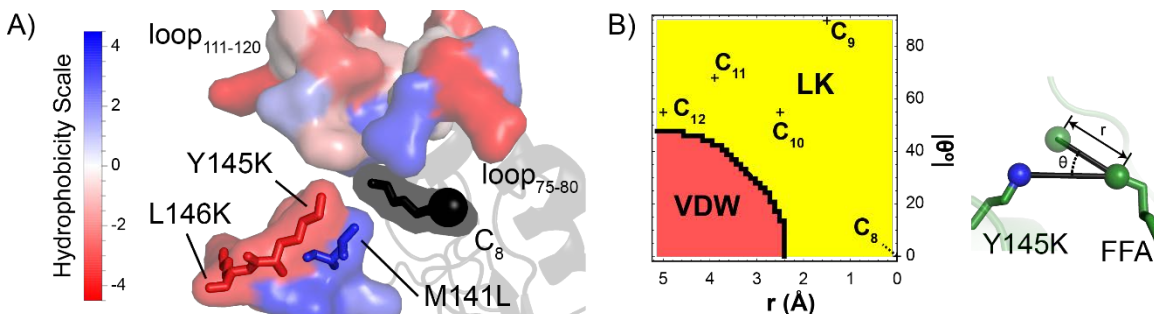 A)
Hydrophobicity Scale
4
2
0
-2
-4
loop111-120
Y145K
L146K
loop75-80
C8
M141L
B)
80
60
40
20
0
|θ°|
C9
C11
LK
C12
C10
VDW
C8
5 4 3 2 1 0
r (Å)
r
θ
Y145K
FFA